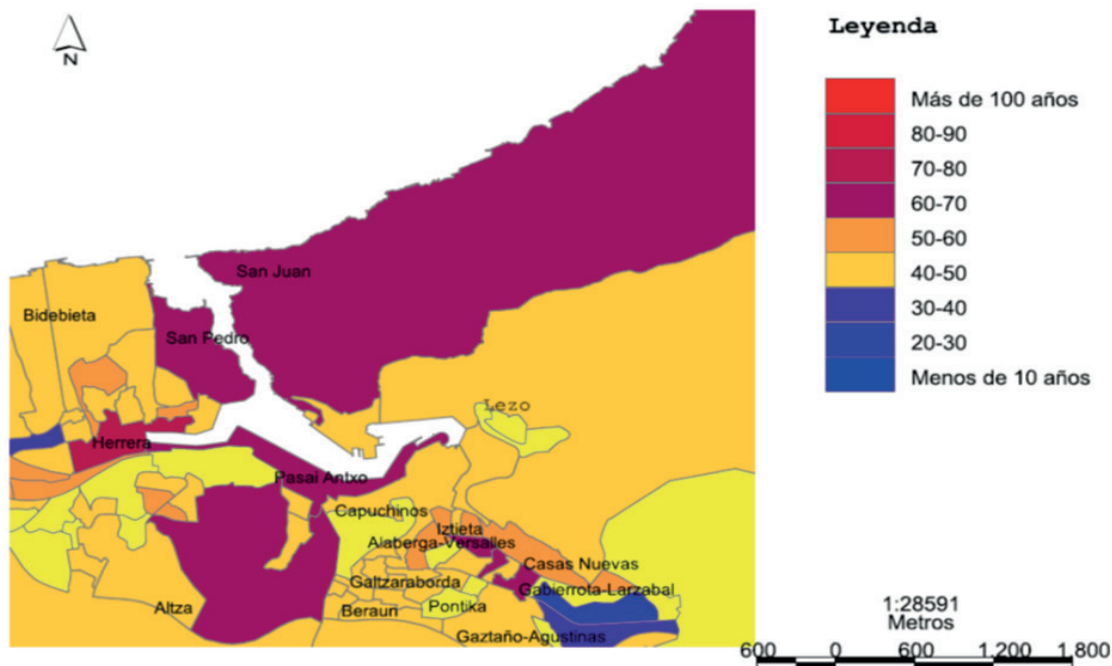 N
Leyenda
Más de 100 años
80-90
70-80
60-70
50-60
40-50
30-40
20-30
Menos de 10 años
San Juan
Bidebieta
San Pedro
Lezo
Herrera
Pasai Antxo
Capuchinos
Iztieta
Alaberga-Versalles
Casas Nuevas
Galtzaraborda
Gabierrota-Larzabal
Altza
Beraun
Pontika
Gaztaño-Agustinas
1:28591
Metros
600 0 600 1.200 1.800